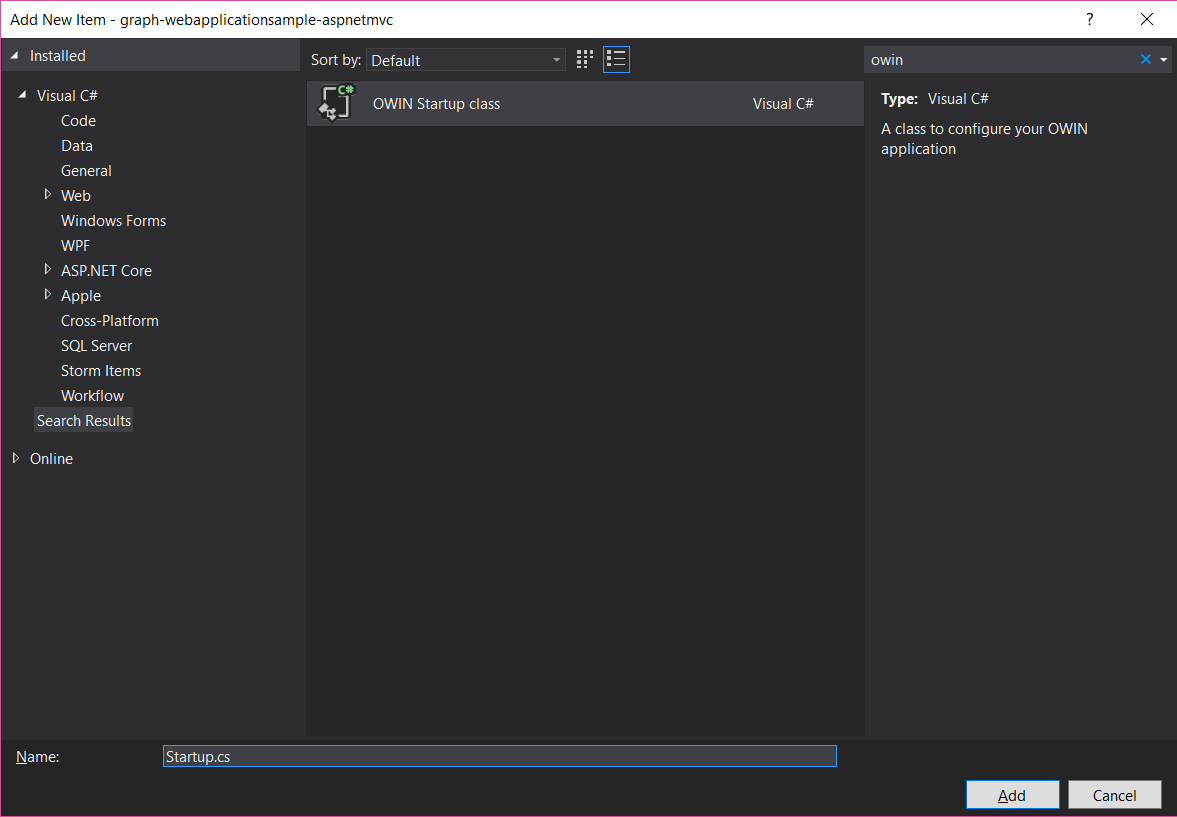 Add New Item - graph-webapplicationsample-aspnetmvc
?
Installed
Sort by: Default
owin
Visual C#
Code
Data
General
Web
Windows Forms
WPF
ASP.NET Core
Apple
Cross-Platform
SQL Server
Storm Items
Workflow
Search Results
Online
C#
OWIN Startup class Visual C#
Type: Visual C#
A class to configure your OWIN
application
Name: Startup.cs
Add Cancel